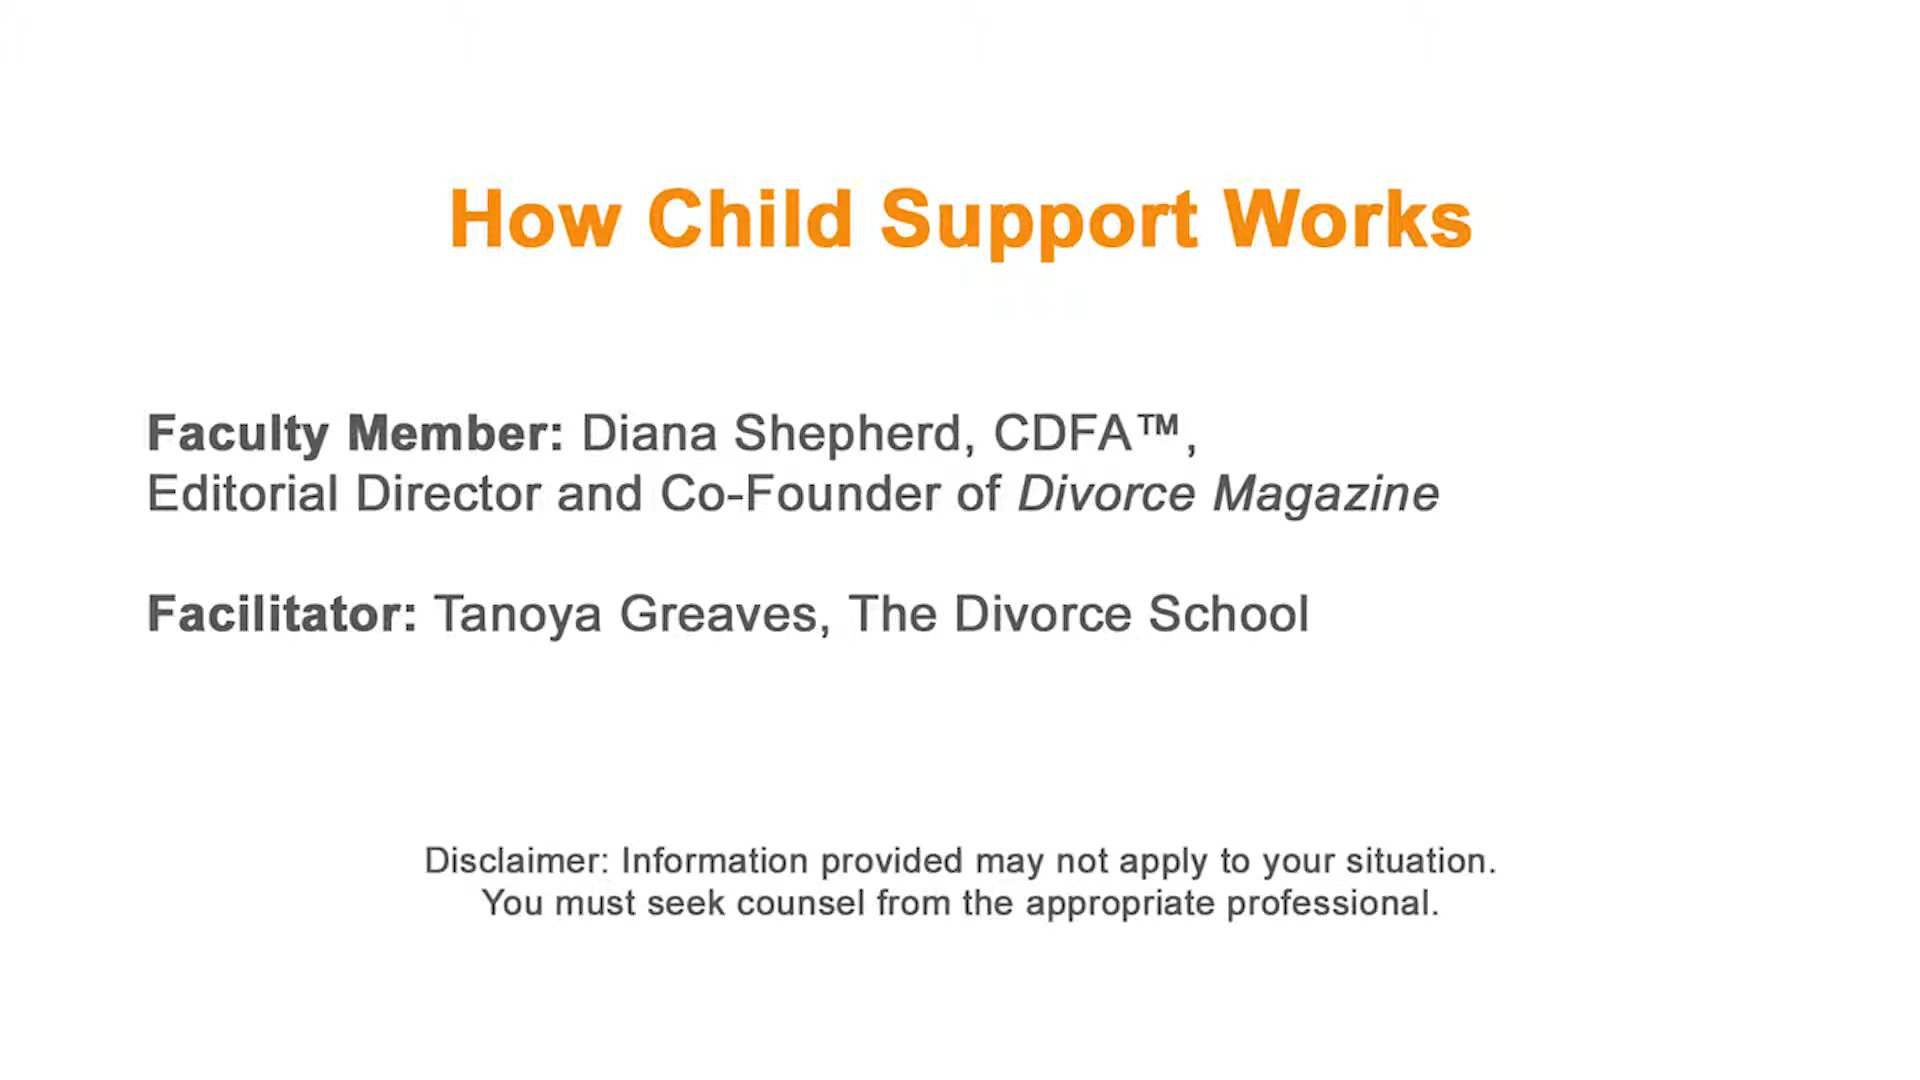 How Child Support Works
Faculty Member: Diana Shepherd, CDFA™,
Editorial Director and Co-Founder of Divorce Magazine
Facilitator: Tanoya Greaves, The Divorce School
Disclaimer: Information provided may not apply to your situation.
You must seek counsel from the appropriate professional.